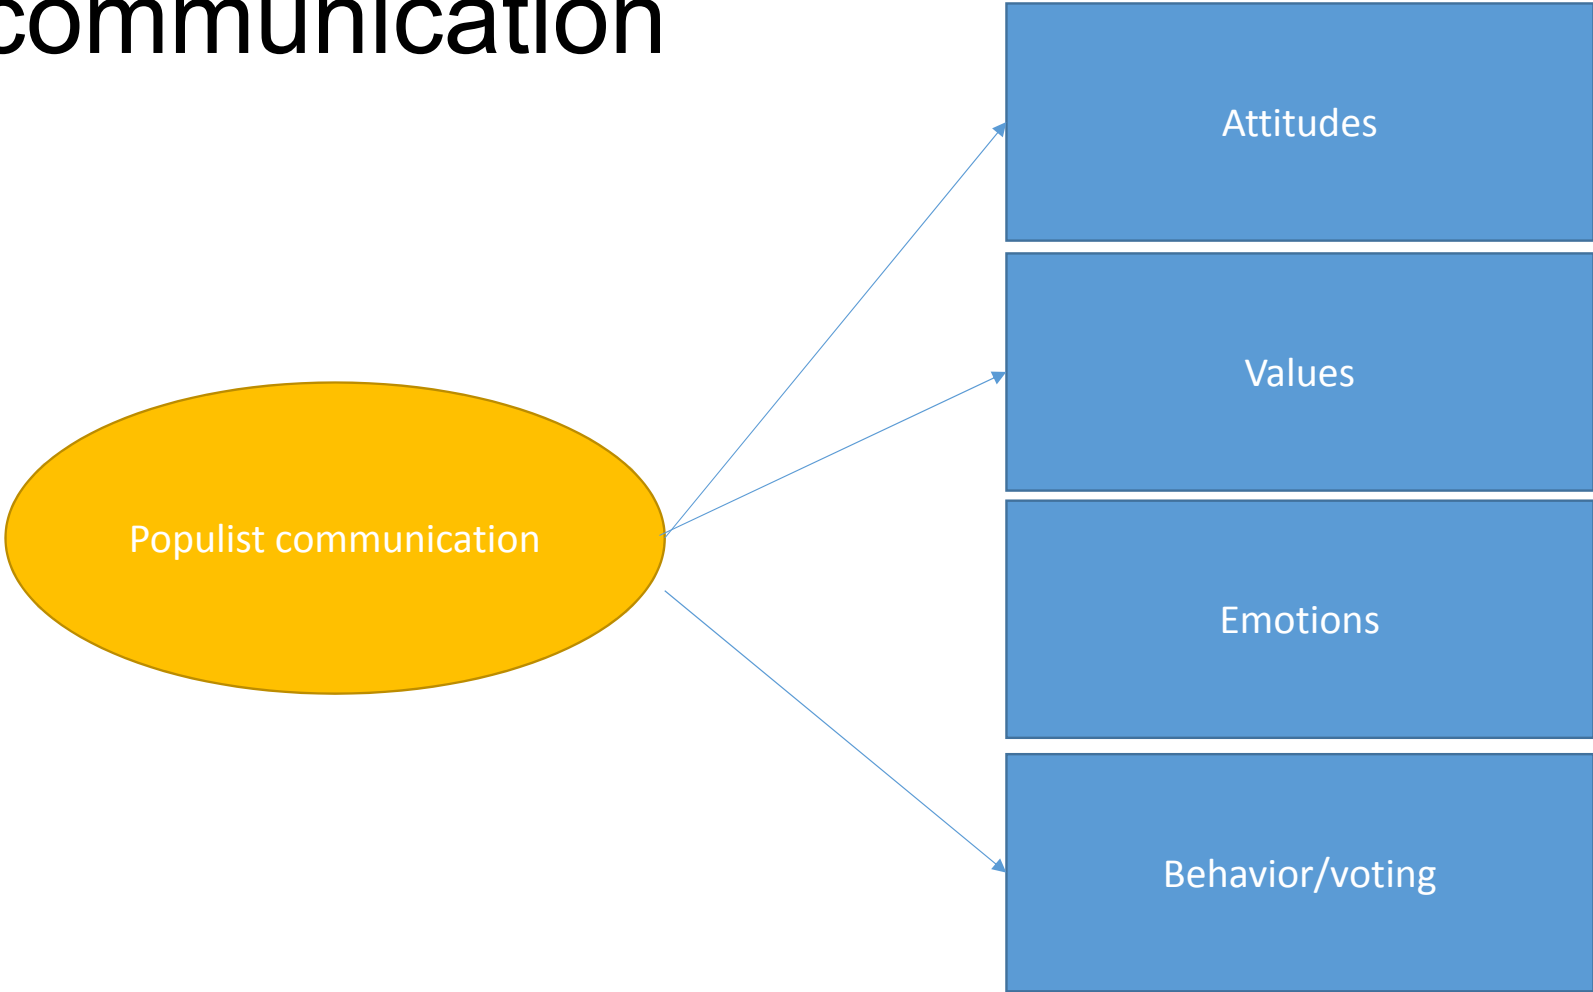 communication
Attitudes
Values
Populist communication
Emotions
Behavior/voting